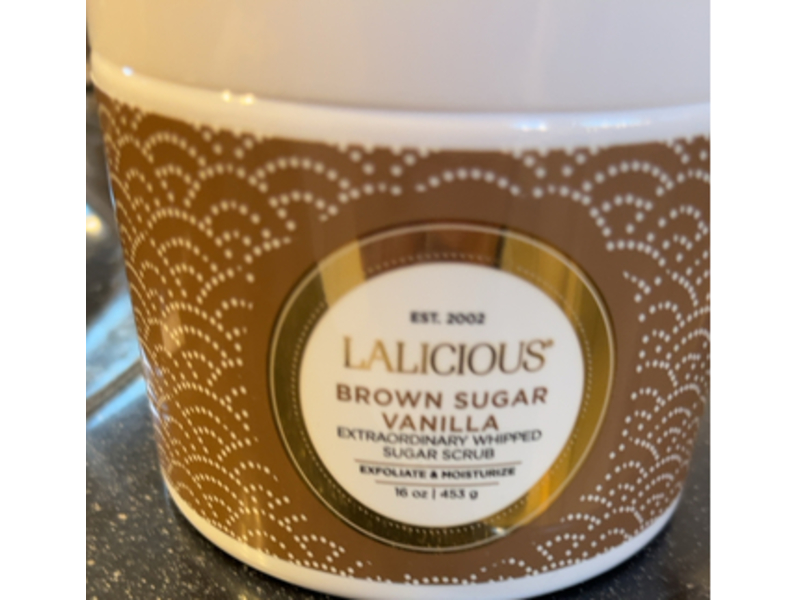 EST. 2002
LALICIOUS®
BROWN SUGAR
VANILLA
EXTRAORDINARY WHIPPED
SUGAR SCRUB
EXFOLIATE & MOISTURIZE
16 oz | 453 g